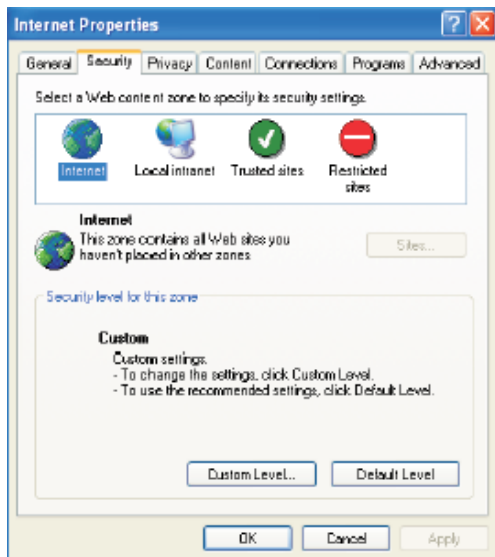 Internet Properties
General Security Privacy Content Connections Programs Advanced
Select a Web content zone to specify its security settings.
Internet Local intranet Trusted sites Restricted sites
Internet
This zone contains all Web sites you
haven't placed in other zones
Sites...
Security level for this zone
Custom
Custom settings.
- To change the settings, click Custom Level.
- To use the recommended settings, click Default Level.
Custom Level... Default Level
OK Cancel Apply